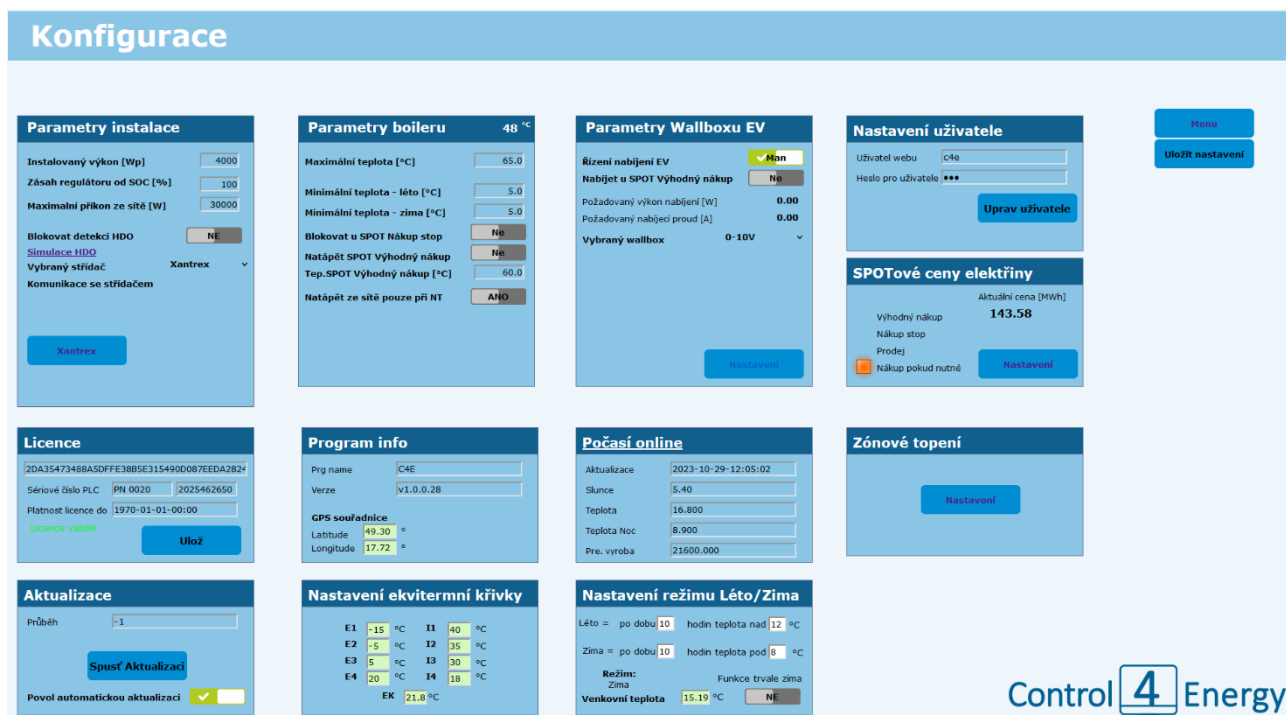 Konfigurace
Menu
Uložit nastavení
Parametry instalace
Instalovaný výkon [Wp] 4000
Zásah regulátoru od SOC [%] 100
Maximalní příkon ze sítě [W] 30000
Blokovat detekci HDO NE
Simulace HDO
Vybraný střídač Xantrex
Komunikace se střídačem
Xantrex
Parametry boileru 48 °C
Maximální teplota [°C] 65.0
Minimální teplota - léto [°C] 5.0
Minimální teplota - zima [°C] 5.0
Blokovat u SPOT Nákup stop Ne
Natápět SPOT Výhodný nákup Ne
Tep.SPOT Výhodný nákup [°C] 60.0
Natápět ze sítě pouze při NT ANO
Parametry Wallboxu EV
Řízení nabíjení EV Man
Nabíjet u SPOT Výhodný nákup Ne
Požadovaný výkon nabíjení [W] 0.00
Požadovaný nabíjecí proud [A] 0.00
Vybraný wallbox 0-10V
Nastavení
Nastavení uživatele
Uživatel webu c4e
Heslo pro uživatele •••
Uprav uživatele
SPOTové ceny elektřiny
Aktuální cena [MWh]
Výhodný nákup 143.58
Nákup stop
Prodej
Nákup pokud nutné Nastavení
Licence
2DA35473488A5DFFE38B5E315490D087EEDA2824
Sériové číslo PLC PN 0020 2025462650
Platnost licence do 1970-01-01-00:00
Licence validní
Ulož
Program info
Prg name C4E
Verze v1.0.0.28
GPS souřadnice
Latitude 49.30 °
Longitude 17.72 °
Počasí online
Aktualizace 2023-10-29-12:05:02
Slunce 5.40
Teplota 16.800
Teplota Noc 8.900
Pre. vyroba 21600.000
Zónové topení
Nastavení
Aktualizace
Průběh -1
Spusť Aktualizaci
Povol automatickou aktualizaci
Nastavení ekvitermní křivky
E1 -15 °C I1 40 °C
E2 -5 °C I2 35 °C
E3 5 °C I3 30 °C
E4 20 °C I4 18 °C
EK 21.8 °C
Nastavení režimu Léto/Zima
Léto = po dobu 10 hodin teplota nad 12 °C
Zima = po dobu 10 hodin teplota pod 8 °C
Režim: Funkce trvale zima
Zima
Venkovní teplota 15.19 °C NE
Control 4 Energy